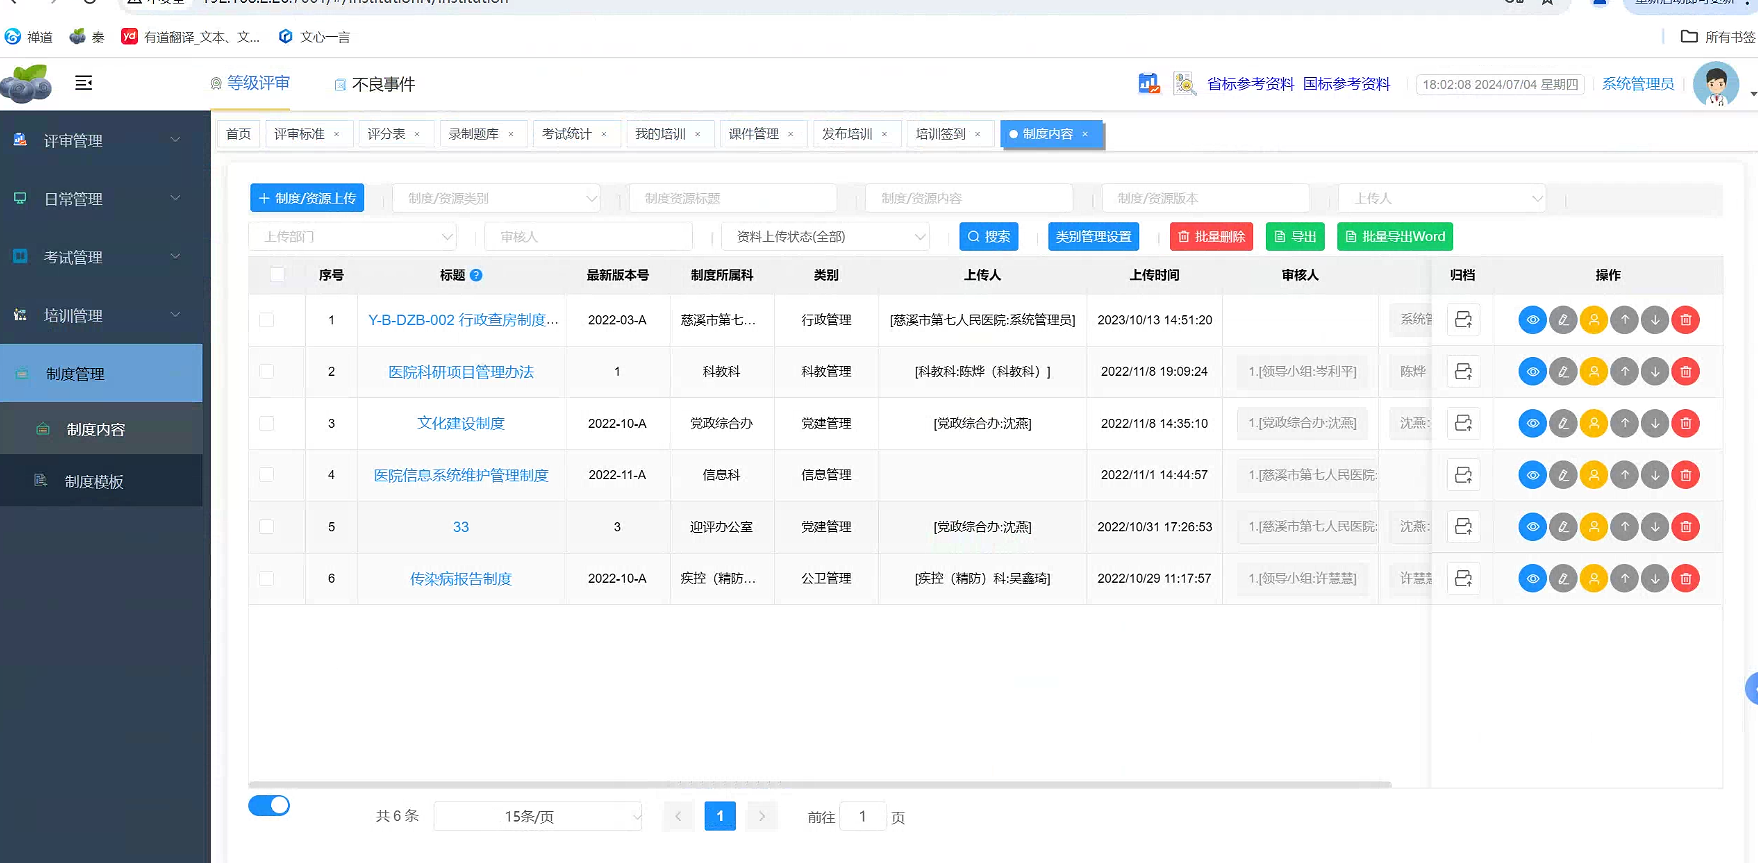 禅道 秦 有道翻译_文本、文... 文心一言 所有书签
等级评审 不良事件 省标参考资料 国标参考资料 18:02:08 2024/07/04 星期四 系统管理员
首页 评审标准 × 评分表 × 录制题库 × 考试统计 × 我的培训 × 课件管理 × 发布培训 × 培训签到 × 制度内容 ×
评审管理
日常管理
考试管理
培训管理
制度管理
制度内容
制度模板
+ 制度/资源上传 制度/资源类别 制度资源标题 制度/资源内容 制度/资源版本 上传人
上传部门 审核人 资料上传状态(全部) 搜索 类别管理设置 批量删除 导出 批量导出Word
序号 标题 ? 最新版本号 制度所属科 类别 上传人 上传时间 审核人 归档 操作
1 Y-B-DZB-002 行政查房制度... 2022-03-A 慈溪市第七... 行政管理 [慈溪市第七人民医院:系统管理员] 2023/10/13 14:51:20 系统管
2 医院科研项目管理办法 1 科教科 科教管理 [科教科:陈烨（科教科）] 2022/11/8 19:09:24 1.[领导小组:岑利平] 陈烨
3 文化建设制度 2022-10-A 党政综合办 党建管理 [党政综合办:沈燕] 2022/11/8 14:35:10 1.[党政综合办:沈燕] 沈燕:
4 医院信息系统维护管理制度 2022-11-A 信息科 信息管理 2022/11/1 14:44:57 1.[慈溪市第七人民医院:
5 33 3 迎评办公室 党建管理 [党政综合办:沈燕] 2022/10/31 17:26:53 1.[慈溪市第七人民医院: 沈燕:
6 传染病报告制度 2022-10-A 疾控（精防... 公卫管理 [疾控（精防）科:吴鑫琦] 2022/10/29 11:17:57 1.[领导小组:许慧慧] 许慧慧
共 6 条 15条/页 1 前往 1 页